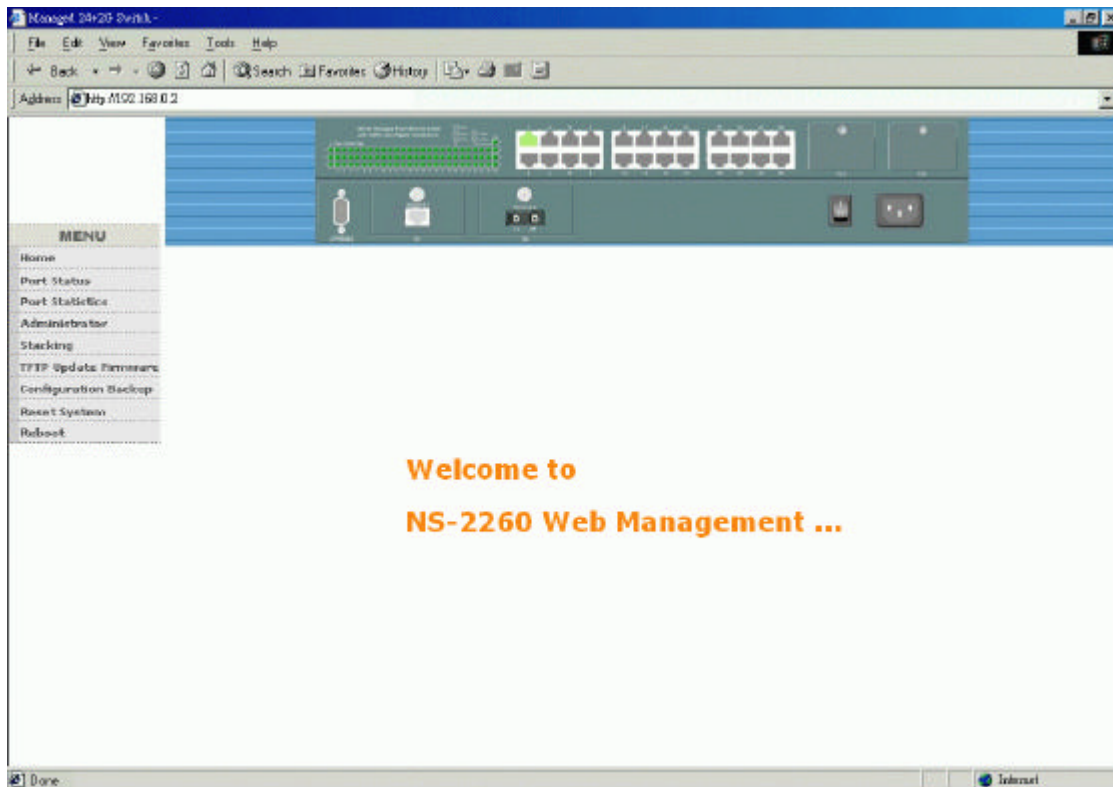 Managed 24+2G Switch -
File Edit View Favorites Tools Help
Back Search Favorites History
Address http://192.168.0.2
MENU
Home
Port Status
Port Statistics
Administrator
Stacking
TFTP Update Firmware
Configuration Backup
Reset System
Reboot
Welcome to
NS-2260 Web Management ...
Done Internet